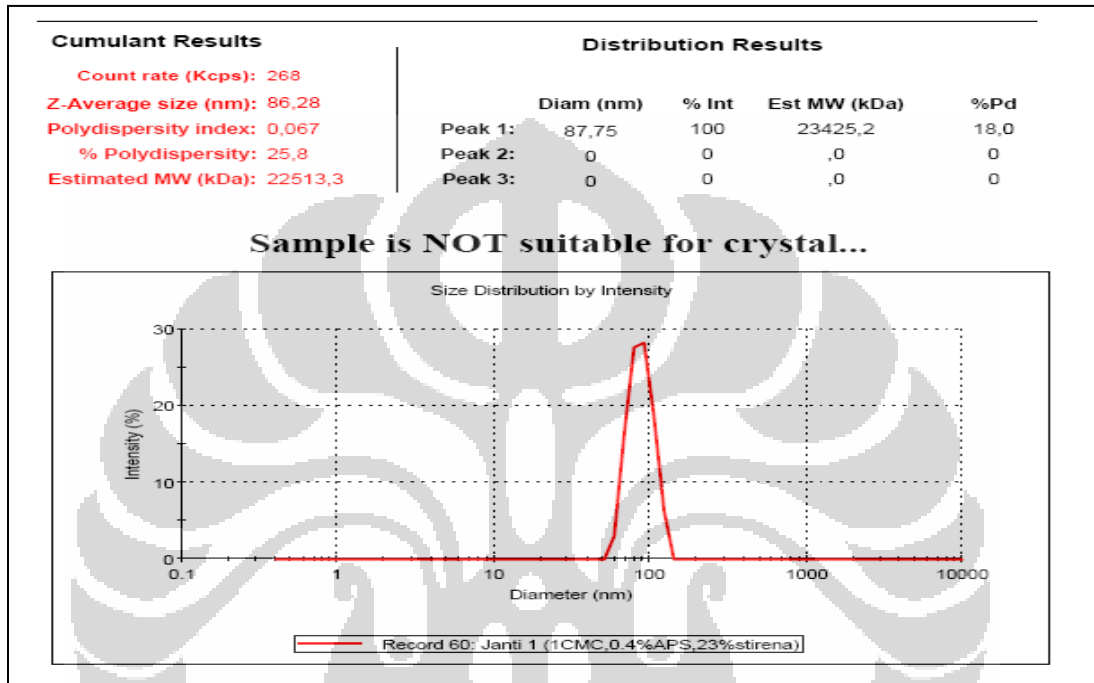 Cumulant Results
Count rate (Kcps): 268
Z-Average size (nm): 86,28
Polydispersity index: 0,067
% Polydispersity: 25,8
Estimated MW (kDa): 22513,3
Distribution Results
Diam (nm) % Int Est MW (kDa) %Pd
Peak 1: 87,75 100 23425,2 18,0
Peak 2: 0 0 ,0 0
Peak 3: 0 0 ,0 0
Sample is NOT suitable for crystal...
Size Distribution by Intensity
Intensity (%)
30
20
10
0
0.1 1 10 100 1000 10000
Diameter (nm)
Record 60: Janti 1 (1CMC,0.4%APS,23%stirena)